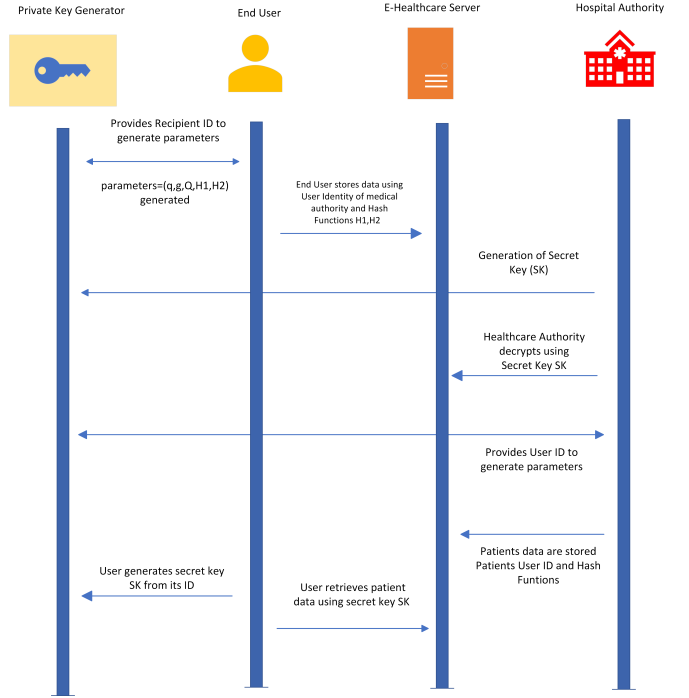 Private Key Generator
End User
E-Healthcare Server
Hospital Authority
Provides Recipient ID to
generate parameters
parameters=(q,g,Q,H1,H2)
generated
End User stores data using
User Identity of medical
authority and Hash
Functions H1,H2
Generation of Secret
Key (SK)
Healthcare Authority
decrypts using
Secret Key SK
Provides User ID to
generate parameters
Patients data are stored
Patients User ID and Hash
Funtions
User generates secret key
SK from its ID
User retrieves patient
data using secret key SK